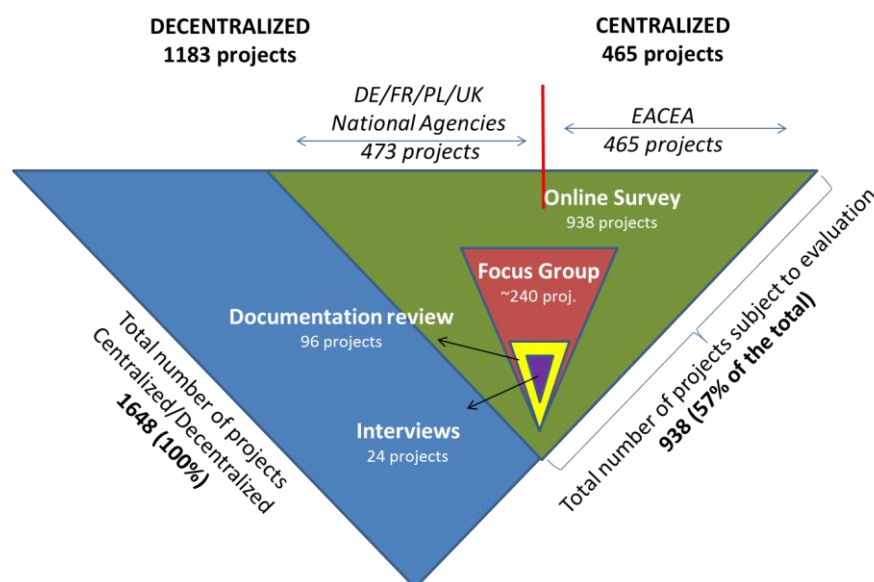 DECENTRALIZED
1183 projects
CENTRALIZED
465 projects
DE/FR/PL/UK
National Agencies
473 projects
EACEA
465 projects
Online Survey
938 projects
Focus Group
~240 proj.
Documentation review
96 projects
Interviews
24 projects
Total number of projects
Centralized/Decentralized
1648 (100%)
Total number of projects subject to evaluation
938 (57% of the total)